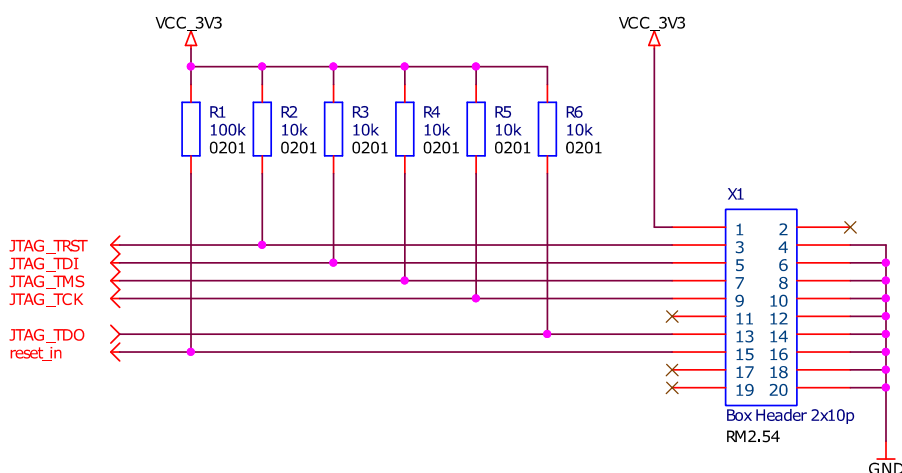 VCC_3V3 VCC_3V3
R1 R2 R3 R4 R5 R6
100k 10k 10k 10k 10k 10k
0201 0201 0201 0201 0201 0201
X1
1 2
JTAG_TRST 3 4
JTAG_TDI 5 6
JTAG_TMS 7 8
JTAG_TCK 9 10
11 12
JTAG_TDO 13 14
reset_in 15 16
17 18
19 20
Box Header 2x10p
RM2.54
GND